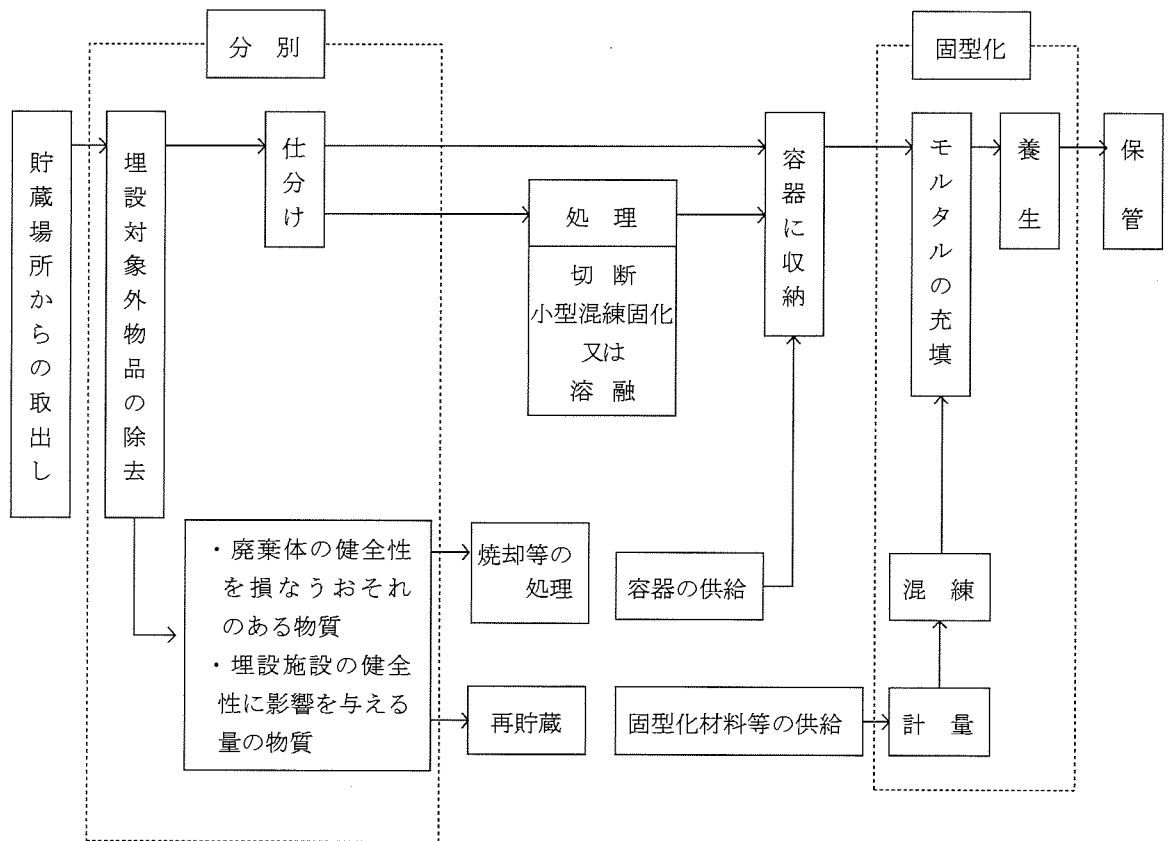 分別
固型化
貯蔵場所からの取出し
埋設対象外物品の除去
仕分け
処理
切断
小型混練固化
又は
溶融
容器に収納
モルタルの充填
養生
保管
・廃棄体の健全性
を損なうおそれ
のある物質
・埋設施設の健全
性に影響を与える
量の物質
焼却等の
処理
再貯蔵
容器の供給
固型化材料等の供給
混練
計量